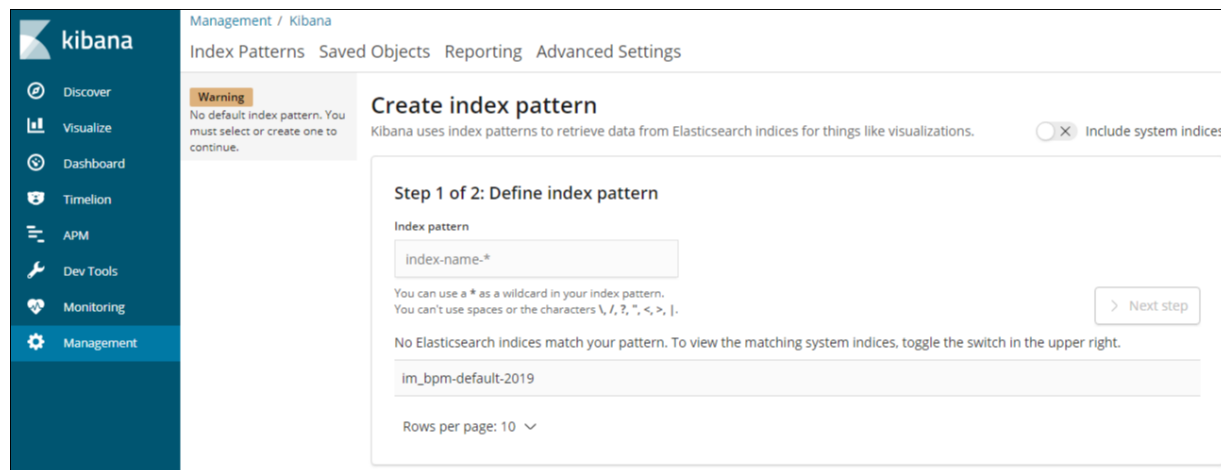 kibana
Discover
Visualize
Dashboard
Timelion
APM
Dev Tools
Monitoring
Management
Management / Kibana
Index Patterns Saved Objects Reporting Advanced Settings
Warning
No default index pattern. You
must select or create one to
continue.
Create index pattern
Kibana uses index patterns to retrieve data from Elasticsearch indices for things like visualizations.
Include system indices
Step 1 of 2: Define index pattern
Index pattern
index-name-*
You can use a * as a wildcard in your index pattern.
You can't use spaces or the characters \, /, ?, ", <, >, |.
Next step
No Elasticsearch indices match your pattern. To view the matching system indices, toggle the switch in the upper right.
im_bpm-default-2019
Rows per page: 10